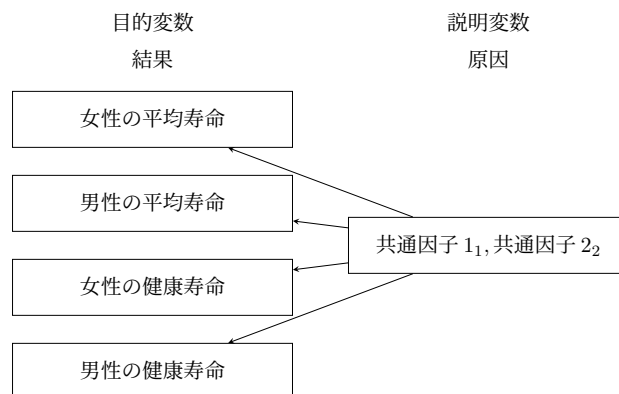 目的変数
説明変数
結果
原因
女性の平均寿命
男性の平均寿命
共通因子 1₁, 共通因子 2₂
女性の健康寿命
男性の健康寿命